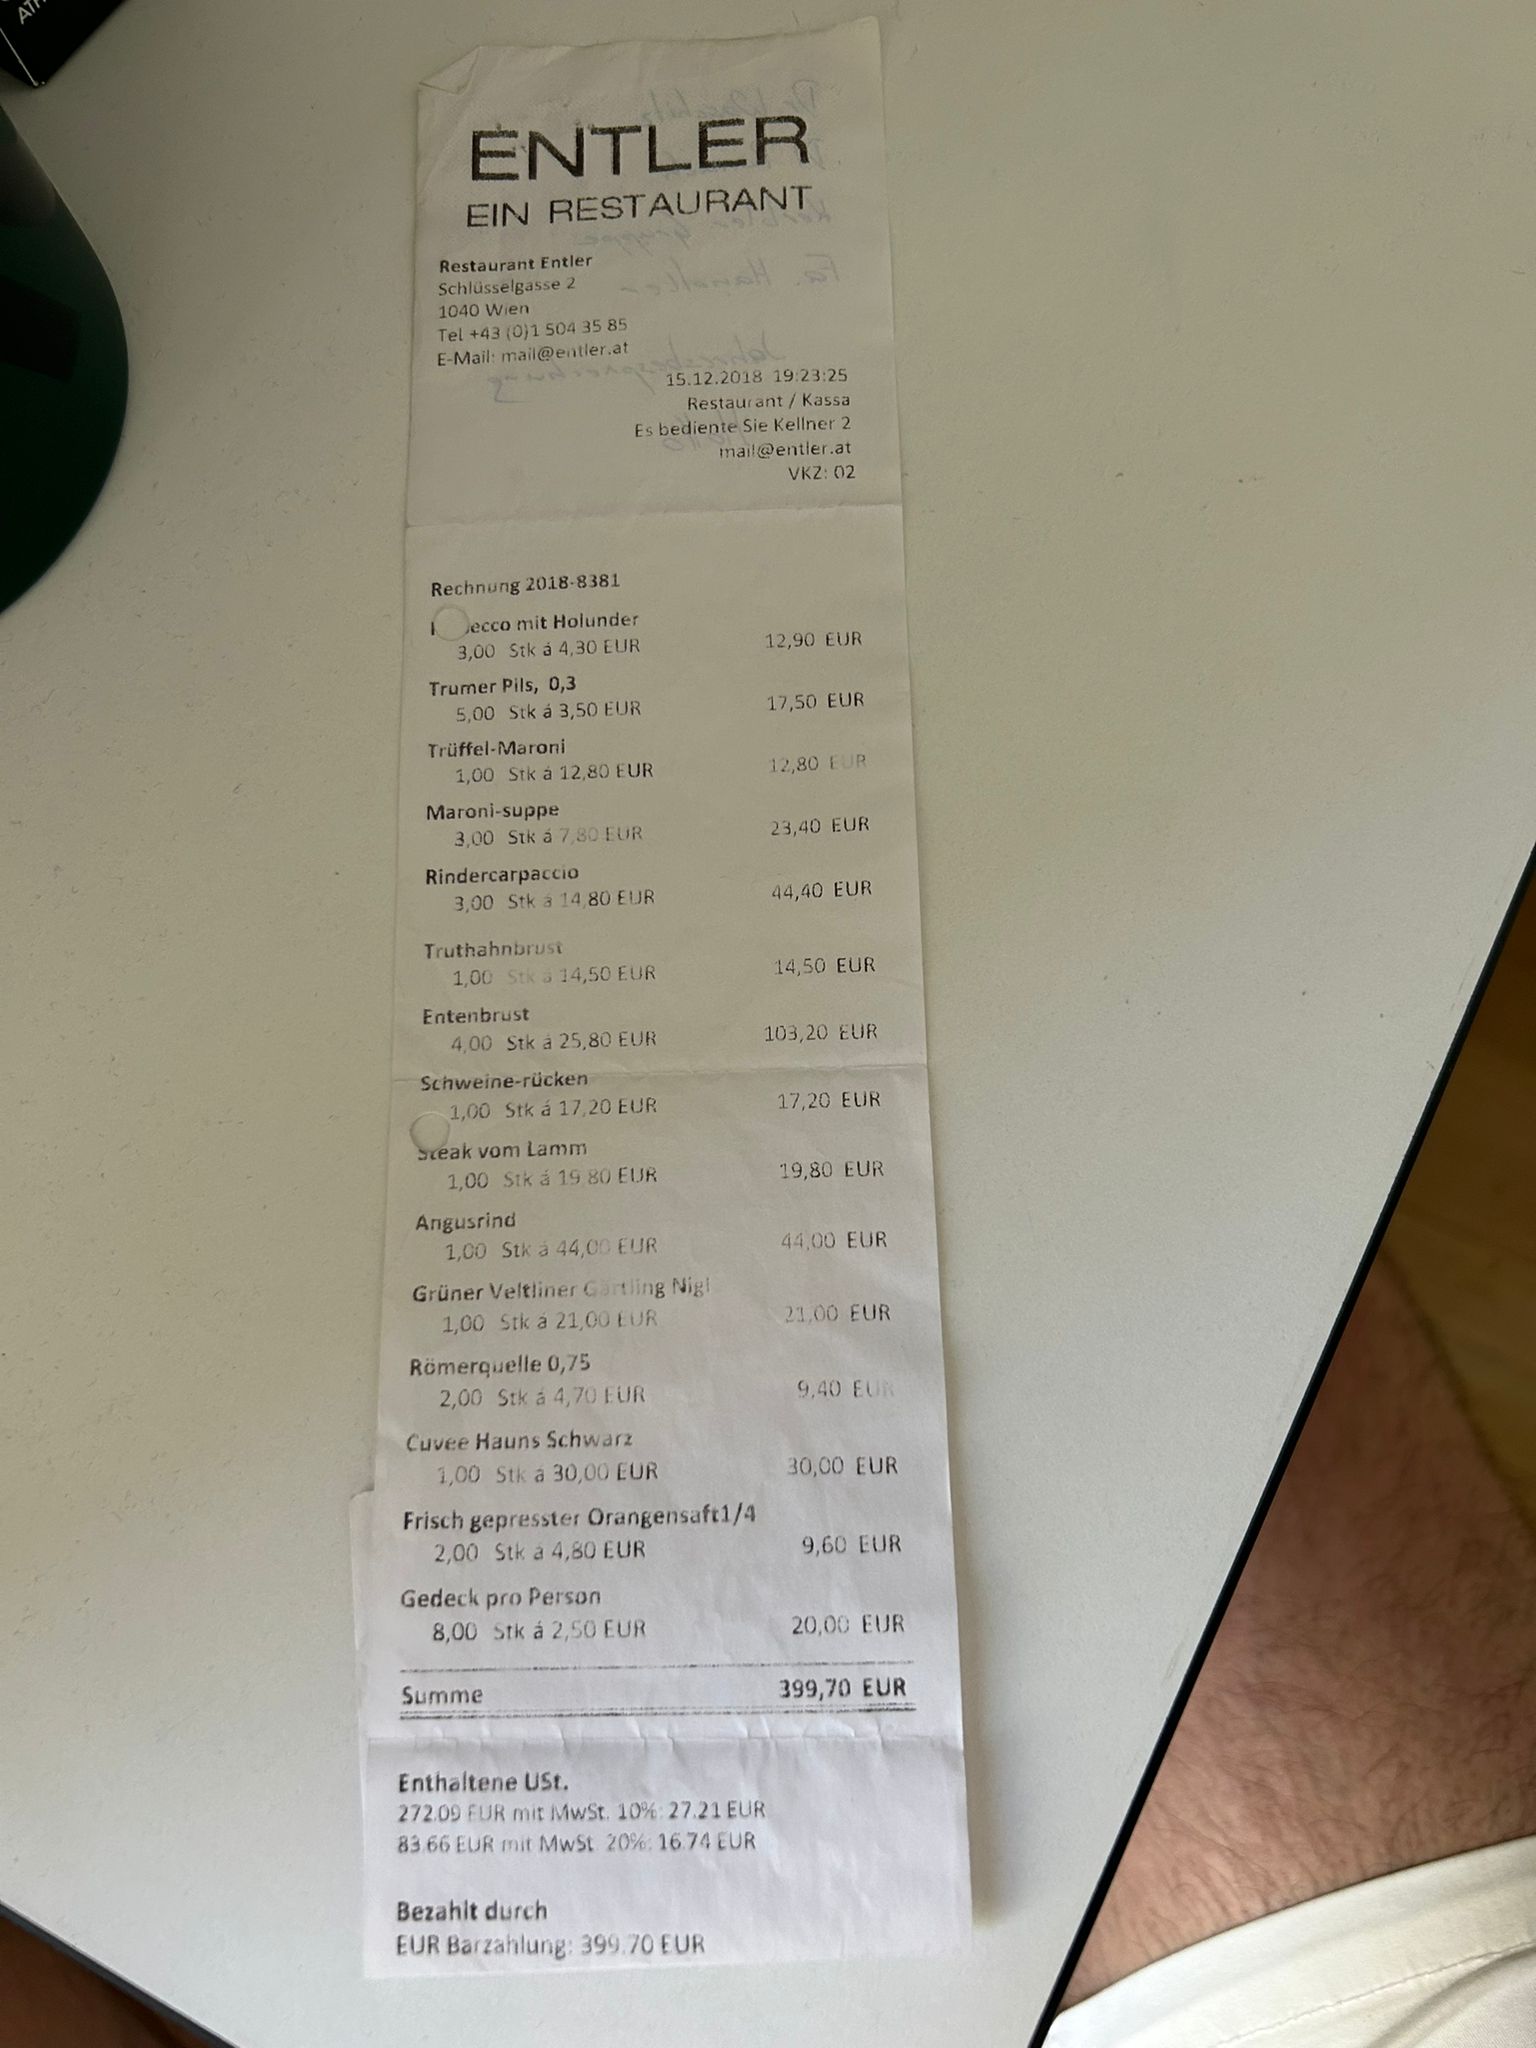 ENTLER
EIN RESTAURANT
Restaurant Entler
Schlüsselgasse 2
1040 Wien
Tel +43 (0)1 504 35 85
E-Mail: mail@entler.at
15.12.2018 19:23:25
Restaurant / Kassa
Es bediente Sie Kellner 2
mail@entler.at
VKZ: 02
Rechnung 2018-8381
mit Holunder
3,00 Stk á 4,30 EUR 12,90 EUR
Trumer Pils, 0,3
5,00 Stk á 3,50 EUR 17,50 EUR
Trüffel-Maroni
1,00 Stk á 12,80 EUR 12,80 EUR
Maroni-suppe
3,00 Stk á 7,80 EUR 23,40 EUR
Rindercarpaccio
3,00 Stk á 14,80 EUR 44,40 EUR
Truthahnbrust
1,00 Stk á 14,50 EUR 14,50 EUR
Entenbrust
4,00 Stk á 25,80 EUR 103,20 EUR
Schweine-rücken
1,00 Stk á 17,20 EUR 17,20 EUR
Steak vom Lamm
1,00 Stk á 19,80 EUR 19,80 EUR
Angusrind
1,00 Stk á 44,00 EUR 44,00 EUR
Grüner Veltliner Gärtling Nigl
1,00 Stk á 21,00 EUR 21,00 EUR
Römerquelle 0,75
2,00 Stk á 4,70 EUR 9,40 EUR
Cuvee Hauns Schwarz
1,00 Stk á 30,00 EUR 30,00 EUR
Frisch gepresster Orangensaft1/4
2,00 Stk á 4,80 EUR 9,60 EUR
Gedeck pro Person
8,00 Stk á 2,50 EUR 20,00 EUR
Summe 399,70 EUR
Enthaltene USt.
272.09 EUR mit MwSt. 10%: 27.21 EUR
83.66 EUR mit MwSt. 20%: 16.74 EUR
Bezahlt durch
EUR Barzahlung: 399.70 EUR